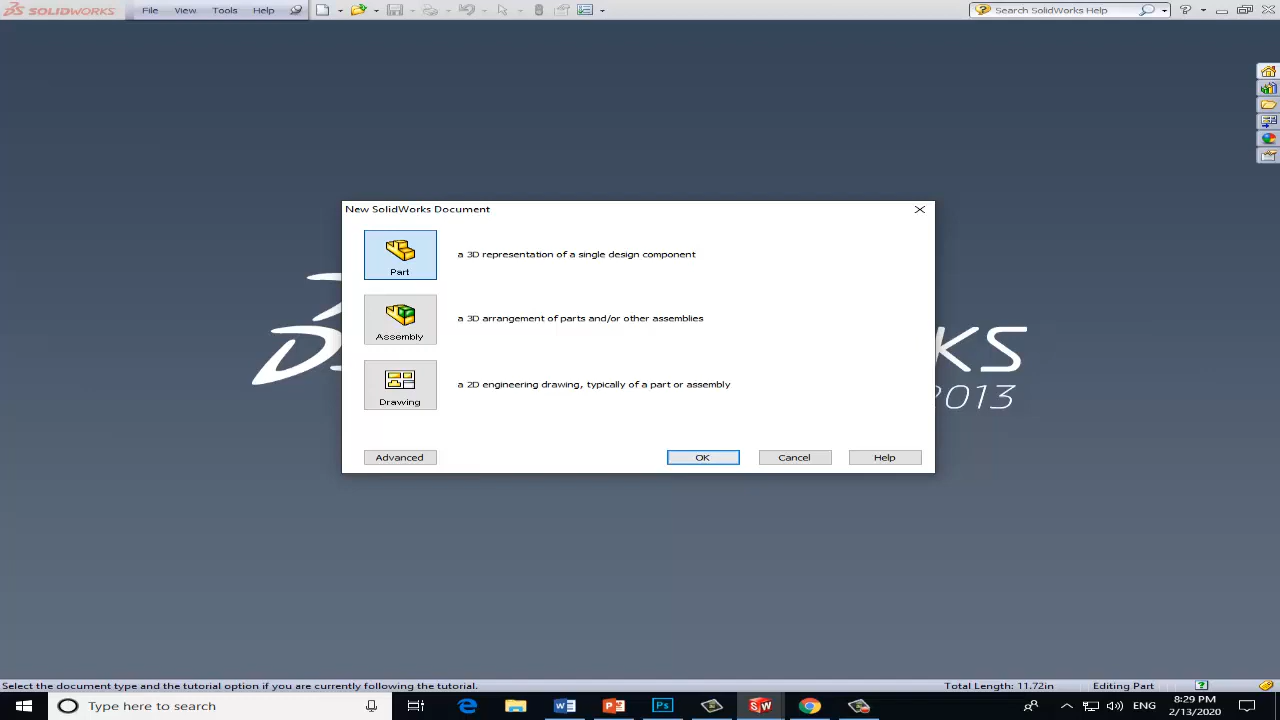 SOLIDWORKS File View Tools Help Search SolidWorks Help
New SolidWorks Document
Part a 3D representation of a single design component
Assembly a 3D arrangement of parts and/or other assemblies
Drawing a 2D engineering drawing, typically of a part or assembly
KS
2013
Advanced OK Cancel Help
Select the document type and the tutorial option if you are currently following the tutorial. Total Length: 11.72in Editing Part
Type here to search ENG 8:29 PM
2/13/2020